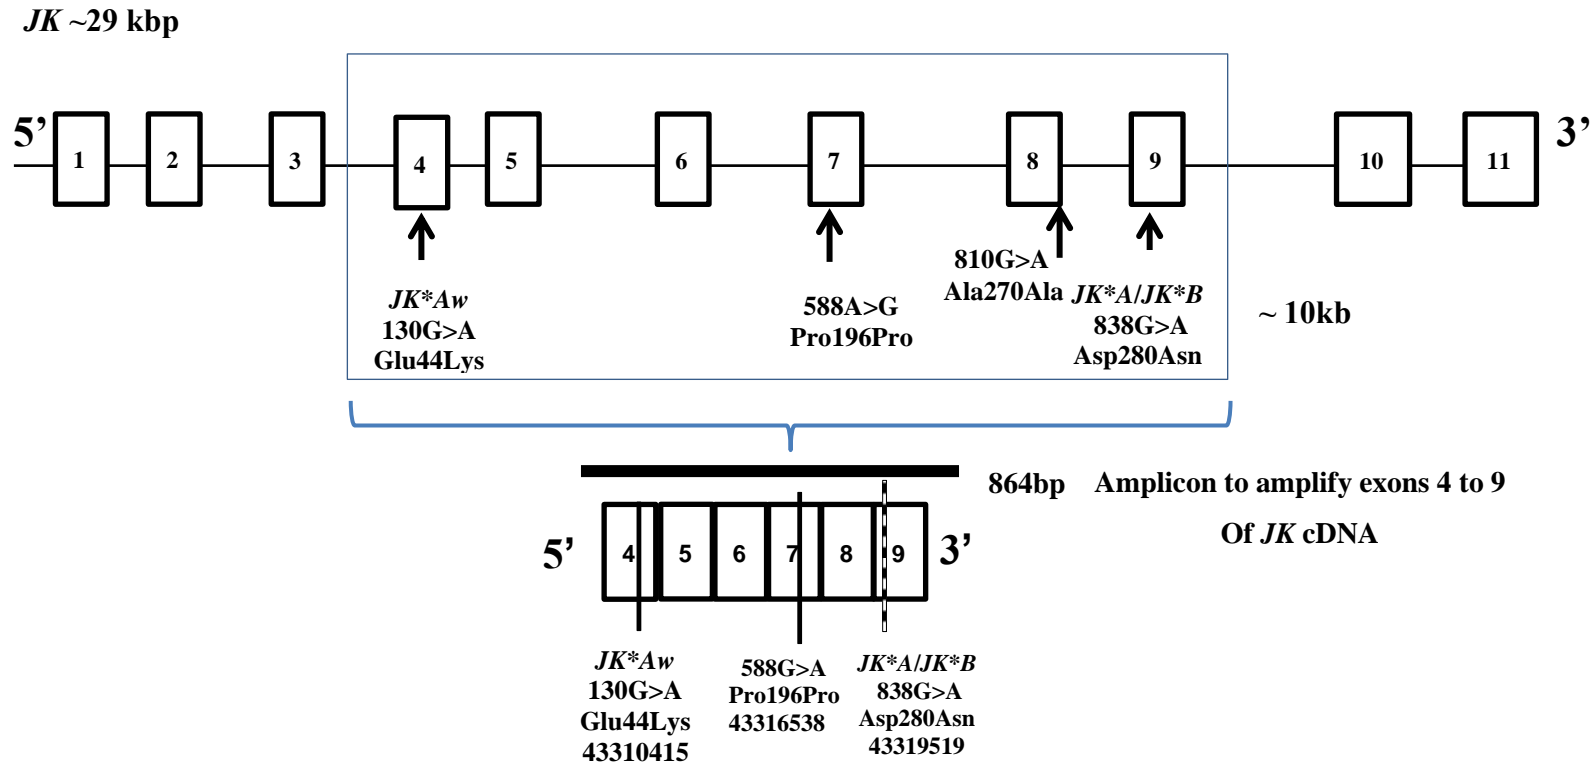 JK ~29 kbp
5’
1
2
3
4
5
6
7
8
9
10
11
3’
JK*Aw
130G>A
Glu44Lys
588A>G
Pro196Pro
810G>A
Ala270Ala
JK*A/JK*B
838G>A
Asp280Asn
~ 10kb
864bp Amplicon to amplify exons 4 to 9
Of JK cDNA
5’
4
5
6
7
8
9
3’
JK*Aw
130G>A
Glu44Lys
43310415
588G>A
Pro196Pro
43316538
JK*A/JK*B
838G>A
Asp280Asn
43319519